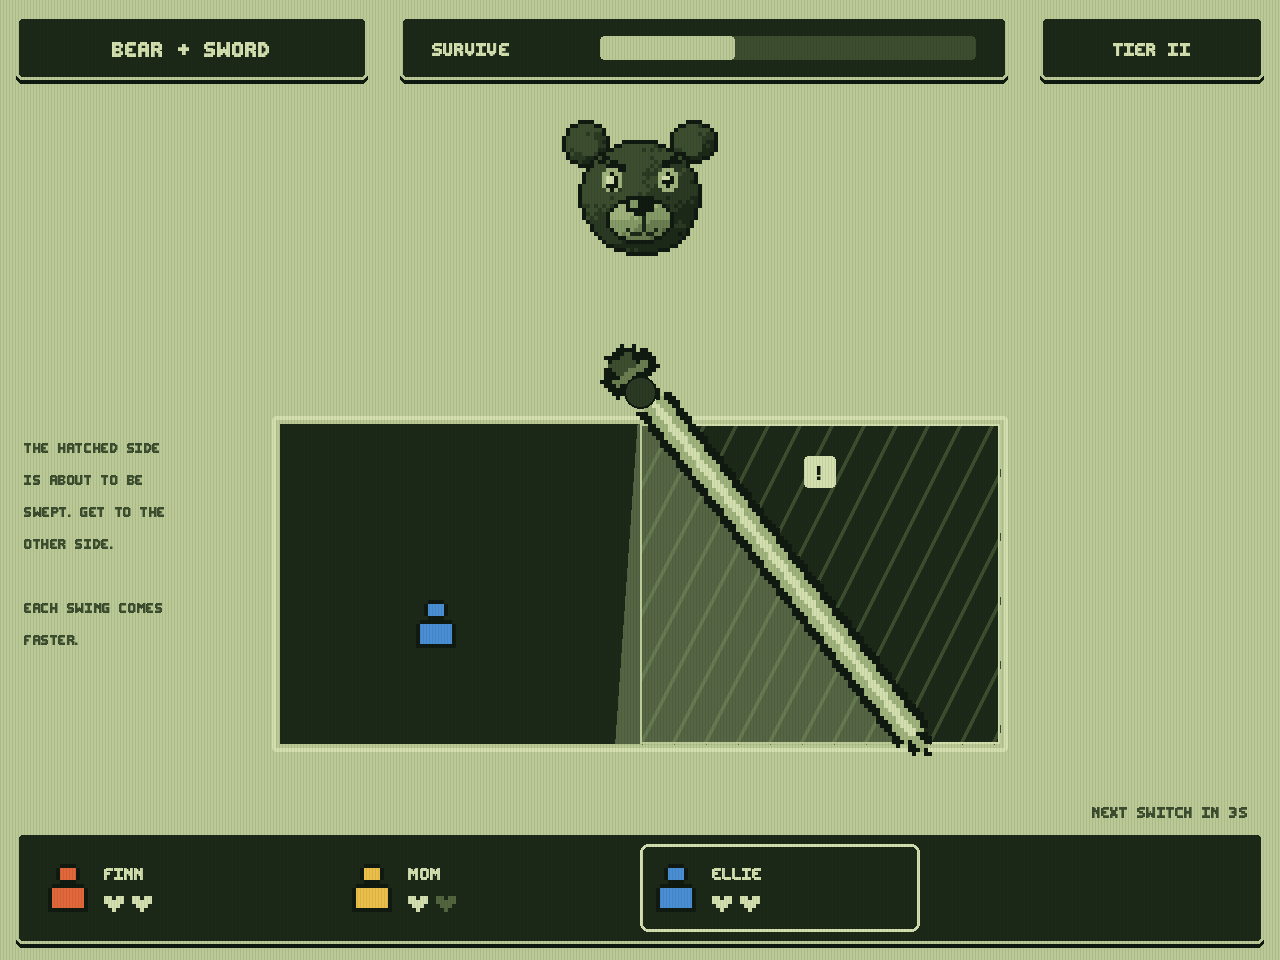 BEAR + SWORD
SURVIVE
TIER II
!
THE HATCHED SIDE
IS ABOUT TO BE
SWEPT. GET TO THE
OTHER SIDE.
EACH SWING COMES
FASTER.
NEXT SWITCH IN 3S
FINN
MOM
ELLIE